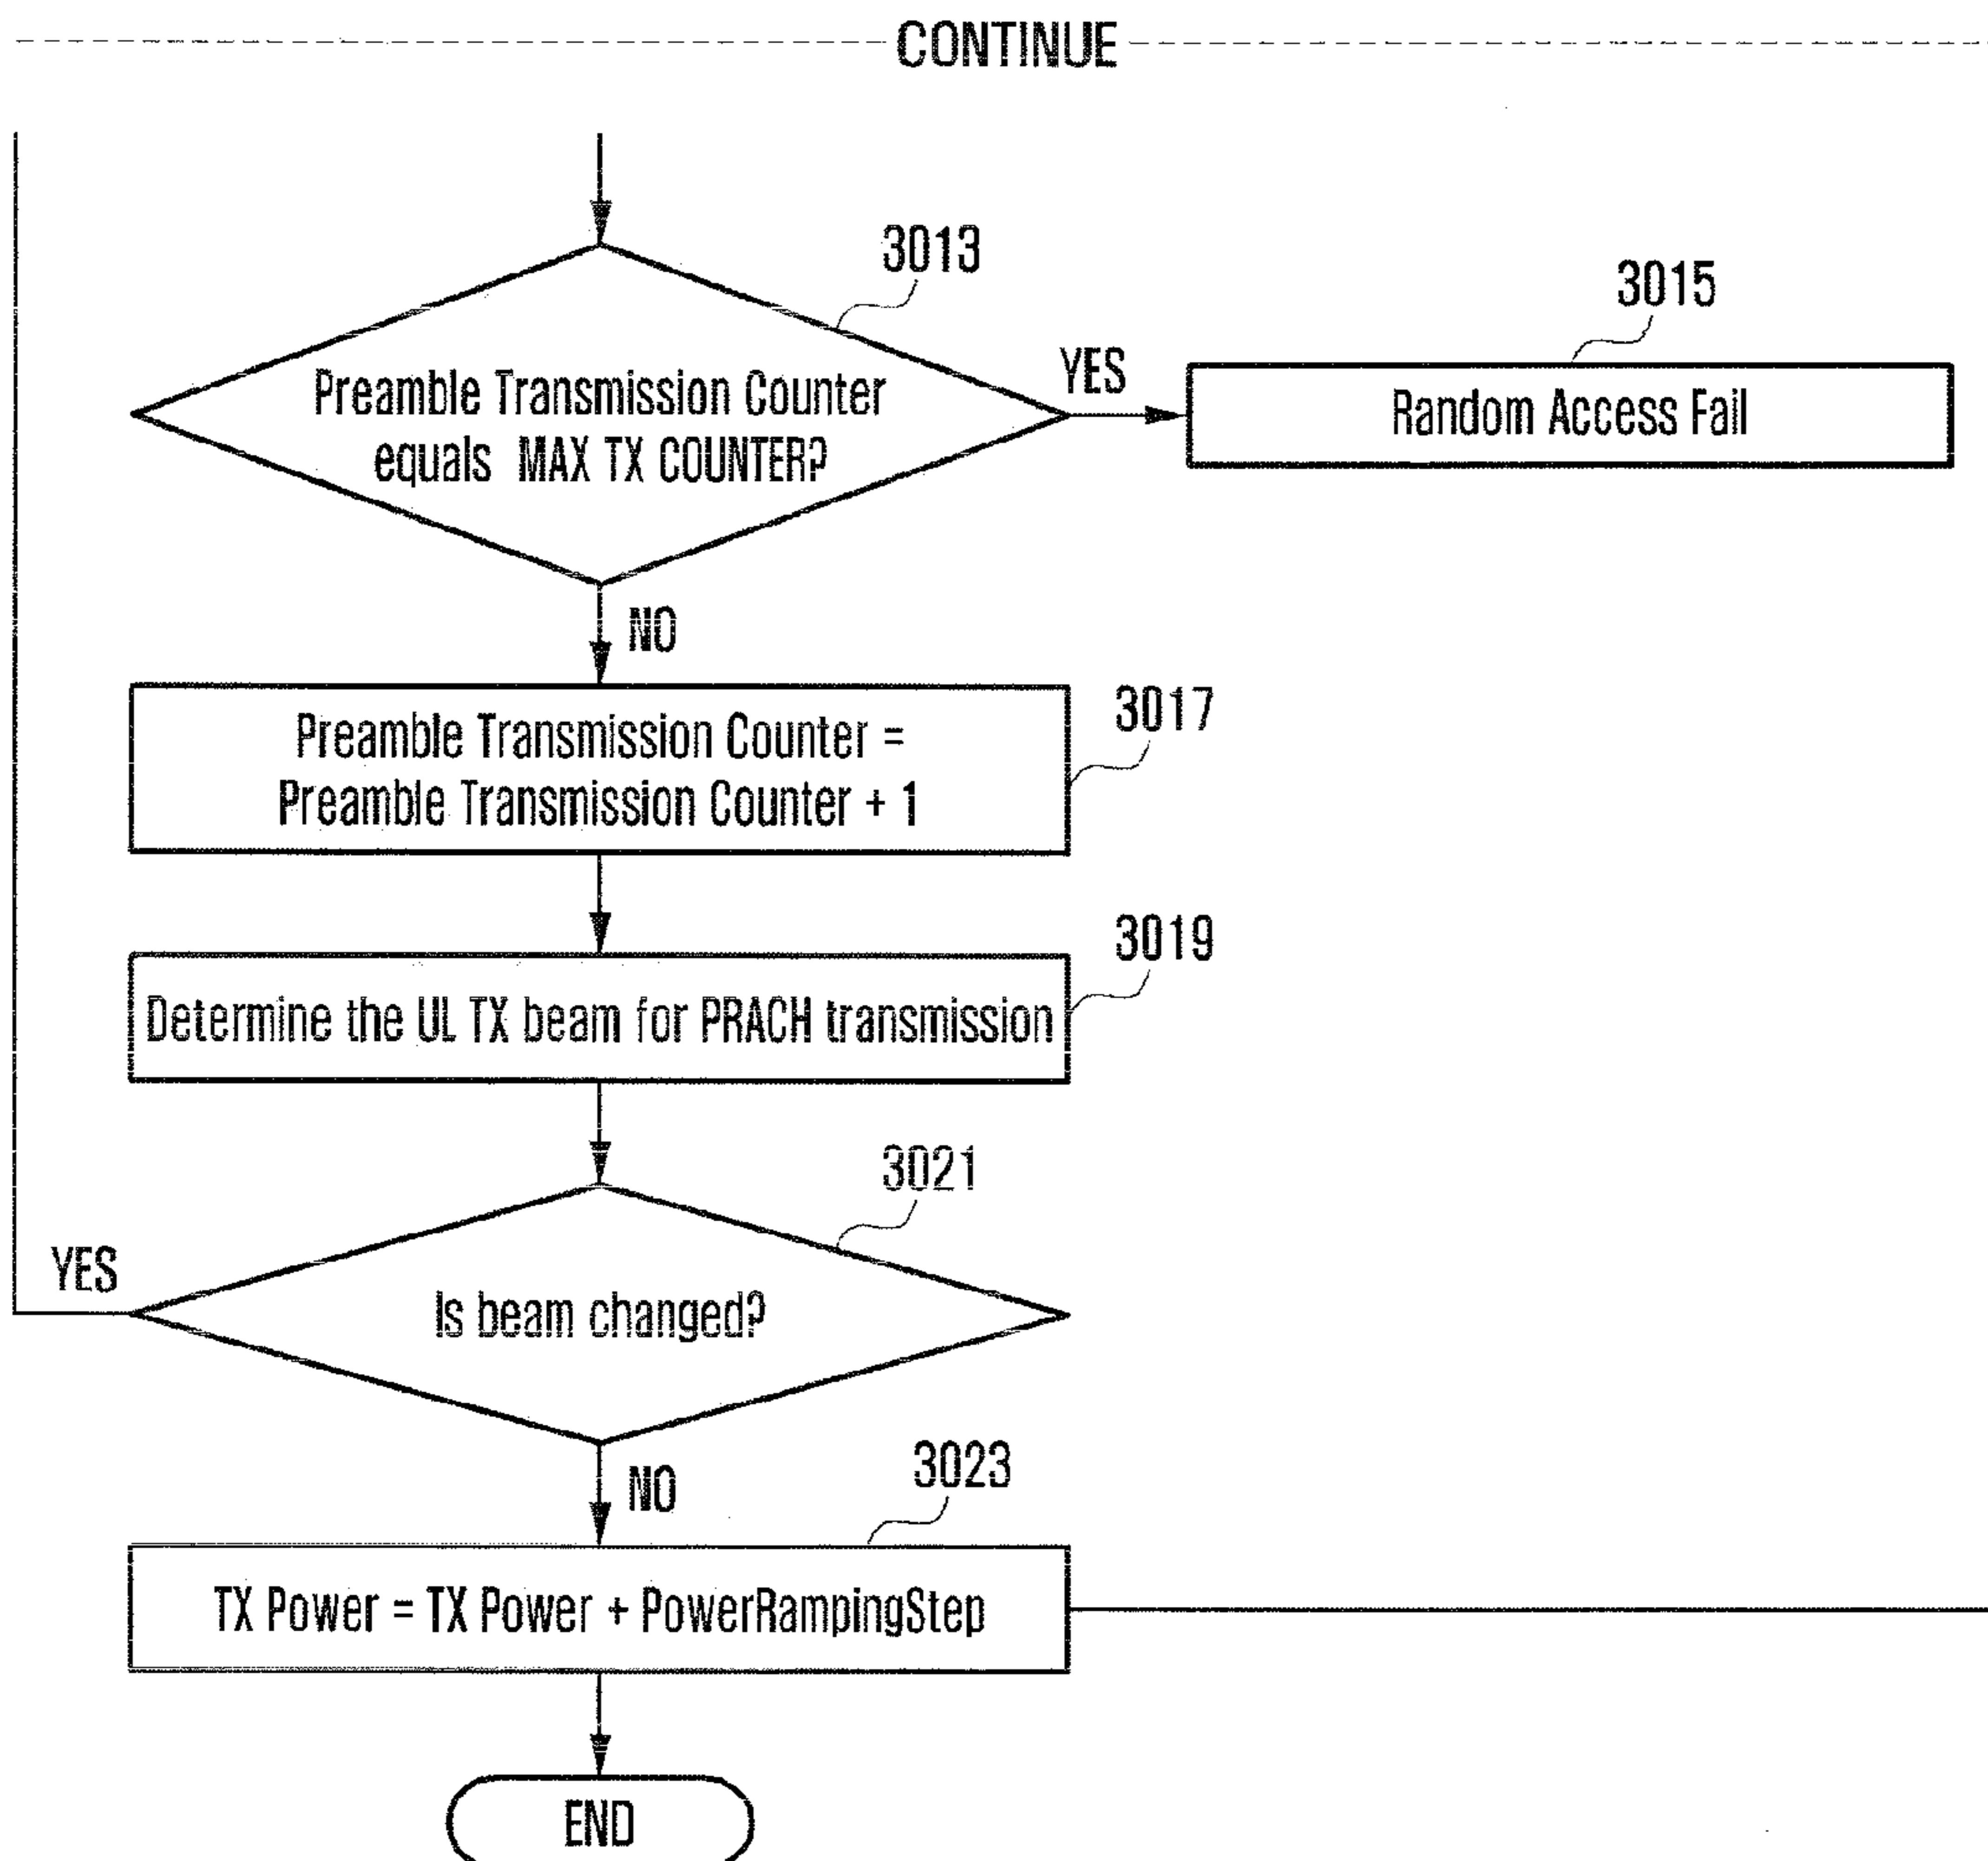 CONTINUE
3013
Preamble Transmission Counter
equals MAX TX COUNTER?
YES
3015
Random Access Fail
NO
3017
Preamble Transmission Counter =
Preamble Transmission Counter + 1
3019
Determine the UL TX beam for PRACH transmission
3021
YES
Is beam changed?
NO
3023
TX Power = TX Power + PowerRampingStep
END